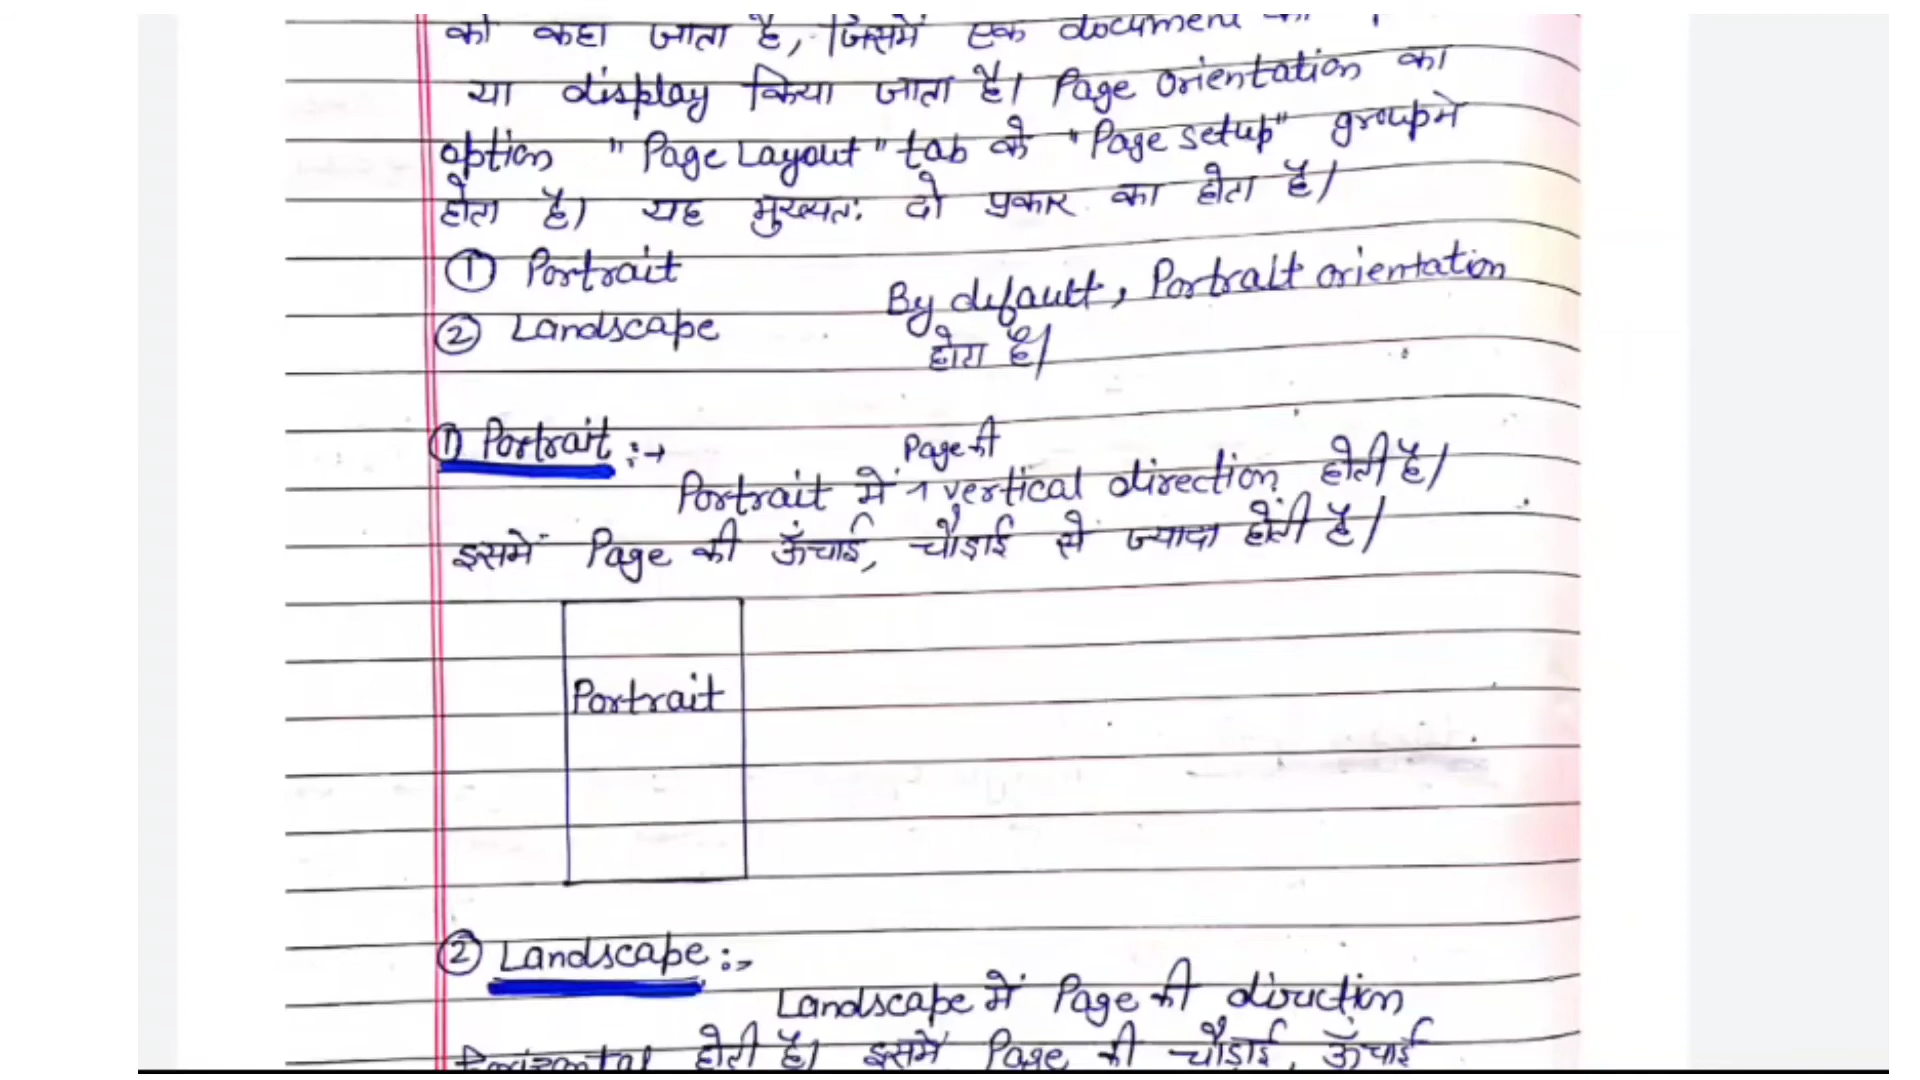 को कहा जाता है, जिसमें एक document को
या display किया जाता है। Page Orientation का
option "Page Layout" tab के "Page setup" group में
होता है। यह मुख्यतः दो प्रकार का होता है।
① Portrait
② Landscape
By default, Portrait orientation
होता है।
① Portrait :→
Page की
Portrait में ^ vertical direction होती है।
इसमें Page की ऊँचाई, चौड़ाई से ज्यादा होती है।
Portrait
② Landscape :→
Landscape में Page की direction
Horizontal होती है। इसमें Page की चौड़ाई, ऊँचाई